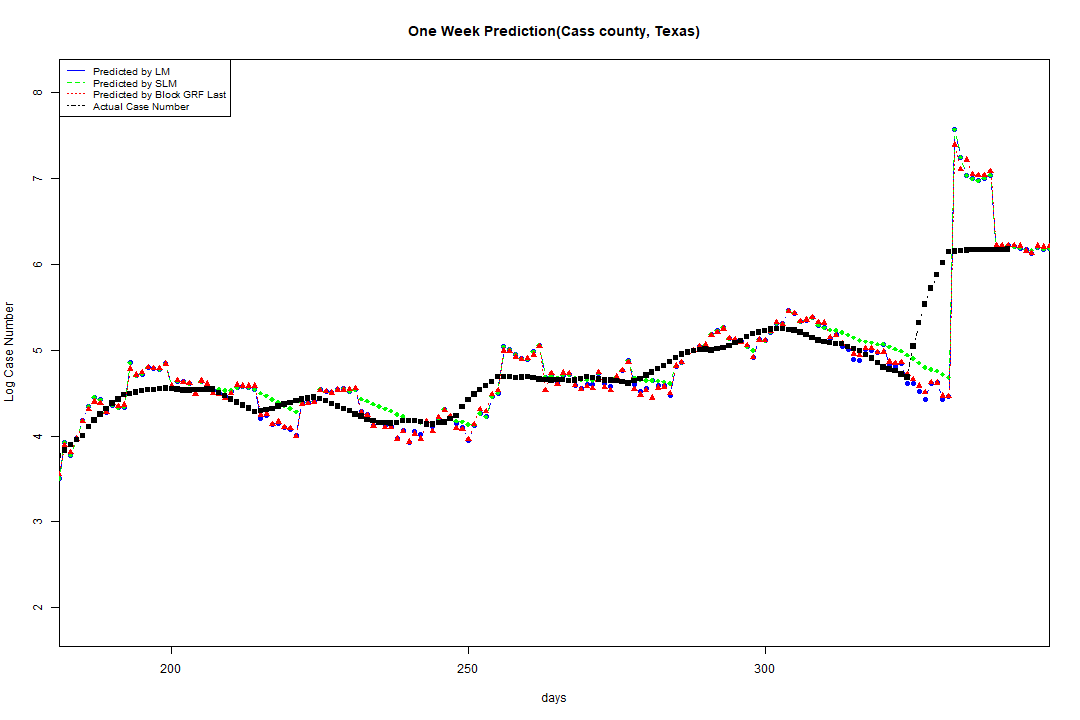 One Week Prediction(Cass county, Texas)
Predicted by LM
Predicted by SLM
Predicted by Block GRF Last
Actual Case Number
8
7
6
5
4
3
2
Log Case Number
200 250 300
days